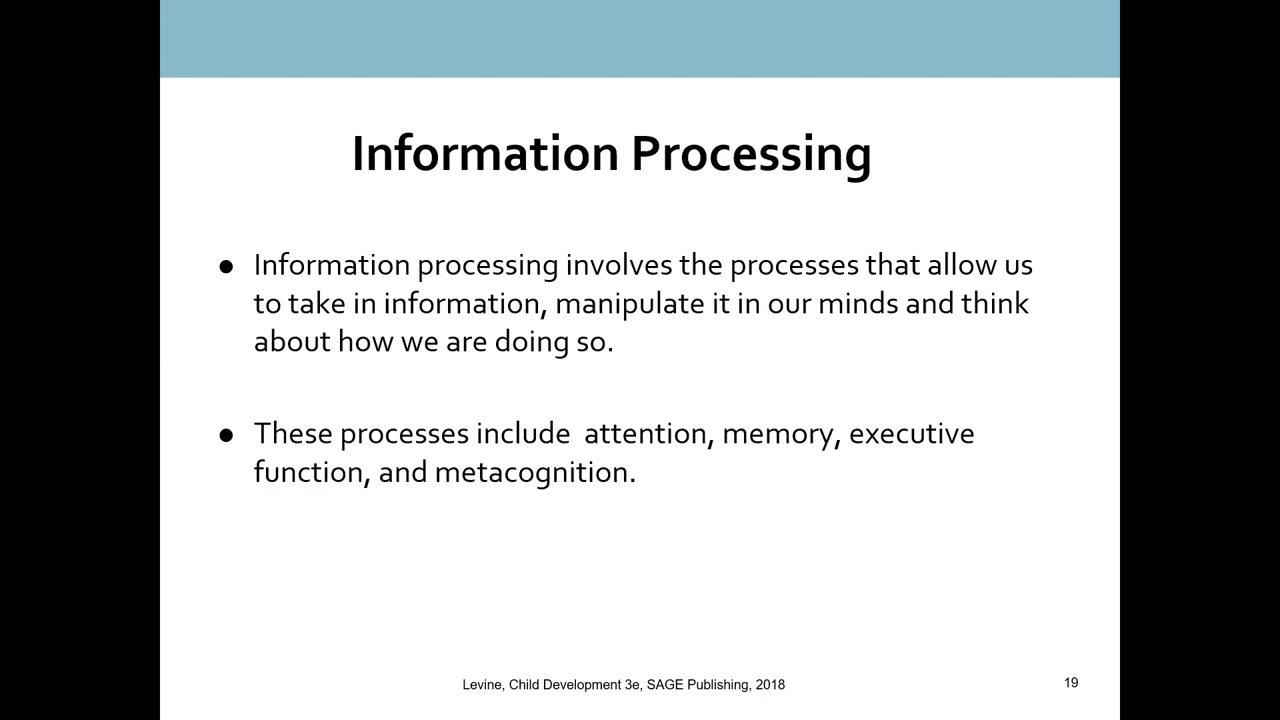 Information Processing
● Information processing involves the processes that allow us
to take in information, manipulate it in our minds and think
about how we are doing so.
● These processes include  attention, memory, executive
function, and metacognition.
Levine, Child Development 3e, SAGE Publishing, 2018
19